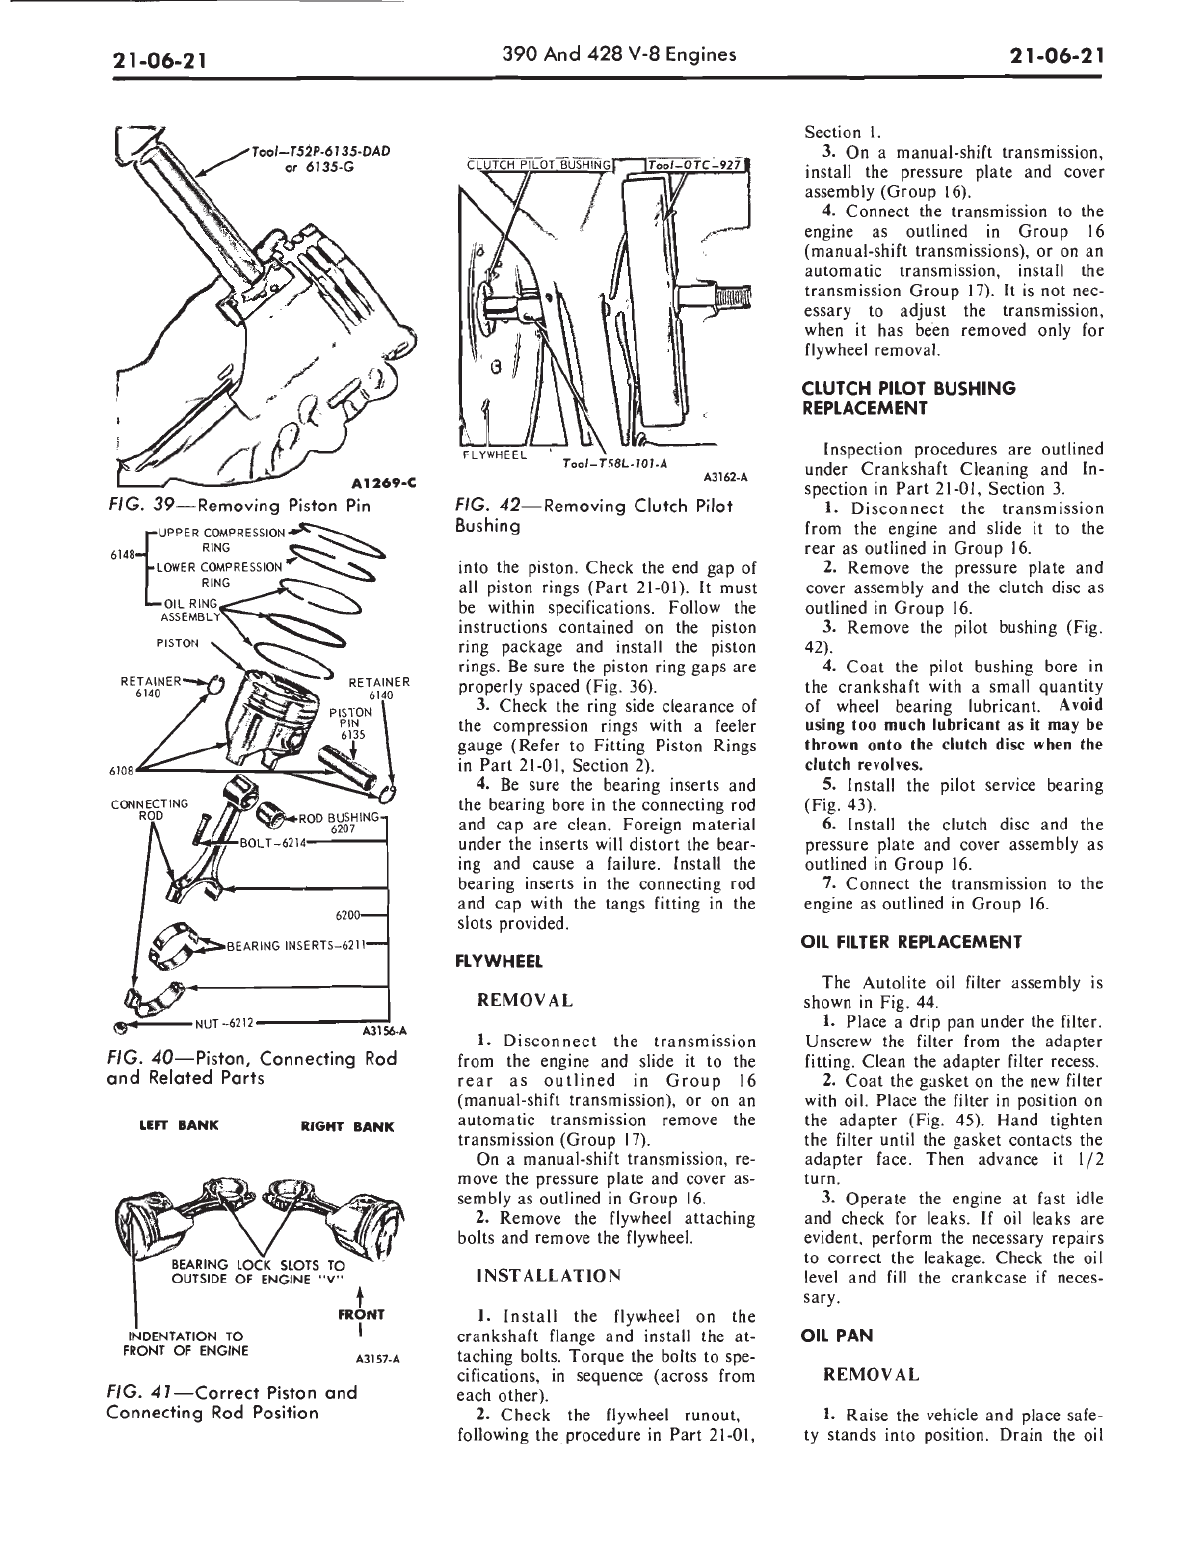 21-06-21
390 And 428 V-8 Engines
21-06-21
Tool-T52P-6135-DAD
or 6135-G
A1269-C
FIG. 39—Removing Piston Pin
UPPER COMPRESSION
RING
6148
LOWER COMPRESSION
RING
OIL RING
ASSEMBLY
PISTON
RETAINER
6140
RETAINER
6140
PISTON
PIN
6135
6108
CONNECTING
ROD
ROD BUSHING
6207
BOLT-6214
6200
BEARING INSERTS-6211
NUT-6212
A3156-A
FIG. 40—Piston, Connecting Rod
and Related Parts
LEFT BANK
RIGHT BANK
BEARING LOCK SLOTS TO
OUTSIDE OF ENGINE "V"
FRONT
INDENTATION TO
FRONT OF ENGINE
A3157-A
FIG. 41—Correct Piston and
Connecting Rod Position
CLUTCH PILOT BUSHING
Tool-OTC-927
FLYWHEEL
Tool-T58L-101-A
A3162-A
FIG. 42—Removing Clutch Pilot
Bushing
into the piston. Check the end gap of
all piston rings (Part 21-01). It must
be within specifications. Follow the
instructions contained on the piston
ring package and install the piston
rings. Be sure the piston ring gaps are
properly spaced (Fig. 36).
3. Check the ring side clearance of
the compression rings with a feeler
gauge (Refer to Fitting Piston Rings
in Part 21-01, Section 2).
4. Be sure the bearing inserts and
the bearing bore in the connecting rod
and cap are clean. Foreign material
under the inserts will distort the bear-
ing and cause a failure. Install the
bearing inserts in the connecting rod
and cap with the tangs fitting in the
slots provided.
FLYWHEEL
REMOVAL
1. Disconnect the transmission
from the engine and slide it to the
rear as outlined in Group 16
(manual-shift transmission), or on an
automatic transmission remove the
transmission (Group 17).
On a manual-shift transmission, re-
move the pressure plate and cover as-
sembly as outlined in Group 16.
2. Remove the flywheel attaching
bolts and remove the flywheel.
INSTALLATION
1. Install the flywheel on the
crankshaft flange and install the at-
taching bolts. Torque the bolts to spe-
cifications, in sequence (across from
each other).
2. Check the flywheel runout,
following the procedure in Part 21-01,
Section 1.
3. On a manual-shift transmission,
install the pressure plate and cover
assembly (Group 16).
4. Connect the transmission to the
engine as outlined in Group 16
(manual-shift transmissions), or on an
automatic transmission, install the
transmission Group 17). It is not nec-
essary to adjust the transmission,
when it has been removed only for
flywheel removal.
CLUTCH PILOT BUSHING
REPLACEMENT
Inspection procedures are outlined
under Crankshaft Cleaning and In-
spection in Part 21-01, Section 3.
1. Disconnect the transmission
from the engine and slide it to the
rear as outlined in Group 16.
2. Remove the pressure plate and
cover assembly and the clutch disc as
outlined in Group 16.
3. Remove the pilot bushing (Fig.
42).
4. Coat the pilot bushing bore in
the crankshaft with a small quantity
of wheel bearing lubricant. Avoid
using too much lubricant as it may be
thrown onto the clutch disc when the
clutch revolves.
5. Install the pilot service bearing
(Fig. 43).
6. Install the clutch disc and the
pressure plate and cover assembly as
outlined in Group 16.
7. Connect the transmission to the
engine as outlined in Group 16.
OIL FILTER REPLACEMENT
The Autolite oil filter assembly is
shown in Fig. 44.
1. Place a drip pan under the filter.
Unscrew the filter from the adapter
fitting. Clean the adapter filter recess.
2. Coat the gasket on the new filter
with oil. Place the filter in position on
the adapter (Fig. 45). Hand tighten
the filter until the gasket contacts the
adapter face. Then advance it 1/2
turn.
3. Operate the engine at fast idle
and check for leaks. If oil leaks are
evident, perform the necessary repairs
to correct the leakage. Check the oil
level and fill the crankcase if neces-
sary.
OIL PAN
REMOVAL
1. Raise the vehicle and place safe-
ty stands into position. Drain the oil